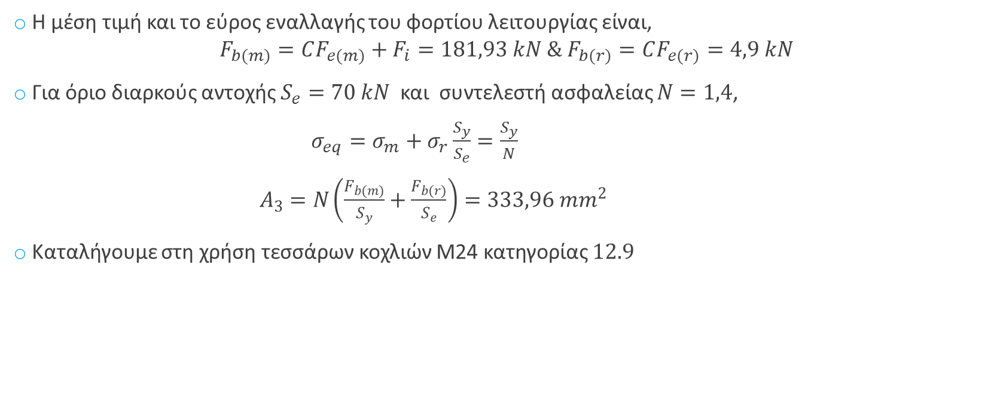 ○ Η μέση τιμή και το εύρος εναλλαγής του φορτίου λειτουργίας είναι,
$F_{b(m)} = CF_{e(m)} + F_i = 181,93\ kN\ \&\ F_{b(r)} = CF_{e(r)} = 4,9\ kN$
○ Για όριο διαρκούς αντοχής $S_e = 70\ kN$ και συντελεστή ασφαλείας $N = 1,4$,
$\sigma_{eq} = \sigma_m + \sigma_r \frac{S_y}{S_e} = \frac{S_y}{N}$
$A_3 = N\left(\frac{F_{b(m)}}{S_y} + \frac{F_{b(r)}}{S_e}\right) = 333,96\ mm^2$
○ Καταλήγουμε στη χρήση τεσσάρων κοχλιών M24 κατηγορίας 12.9